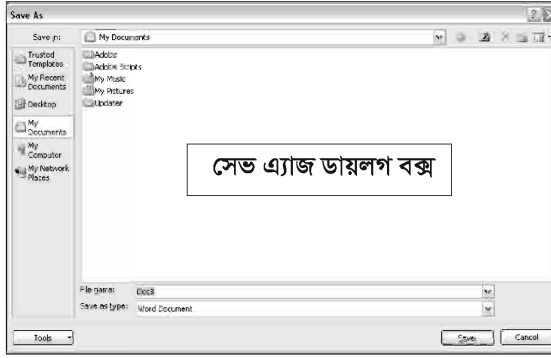 Save As
Save in: My Documents
Trusted Templates
My Recent Documents
Desktop
My Documents
My Computer
My Network Places
Adobe
Adobe Scripts
My Music
My Pictures
Updater
সেভ এ্যাজ ডায়লগ বক্স
File name: Doc3
Save as type: Word Document
Tools
Save
Cancel